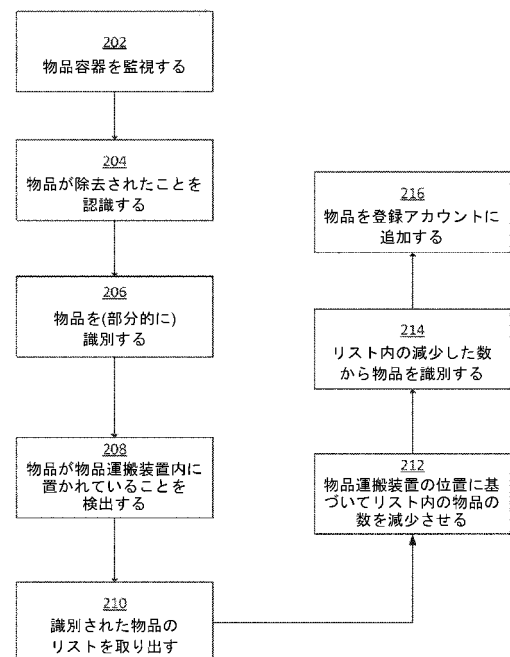 202
物品容器を監視する
204
物品が除去されたことを
認識する
206
物品を(部分的に)
識別する
208
物品が物品運搬装置内に
置かれていることを
検出する
210
識別された物品の
リストを取り出す
212
物品運搬装置の位置に基
づいてリスト内の物品の
数を減少させる
214
リスト内の減少した数
から物品を識別する
216
物品を登録アカウントに
追加する